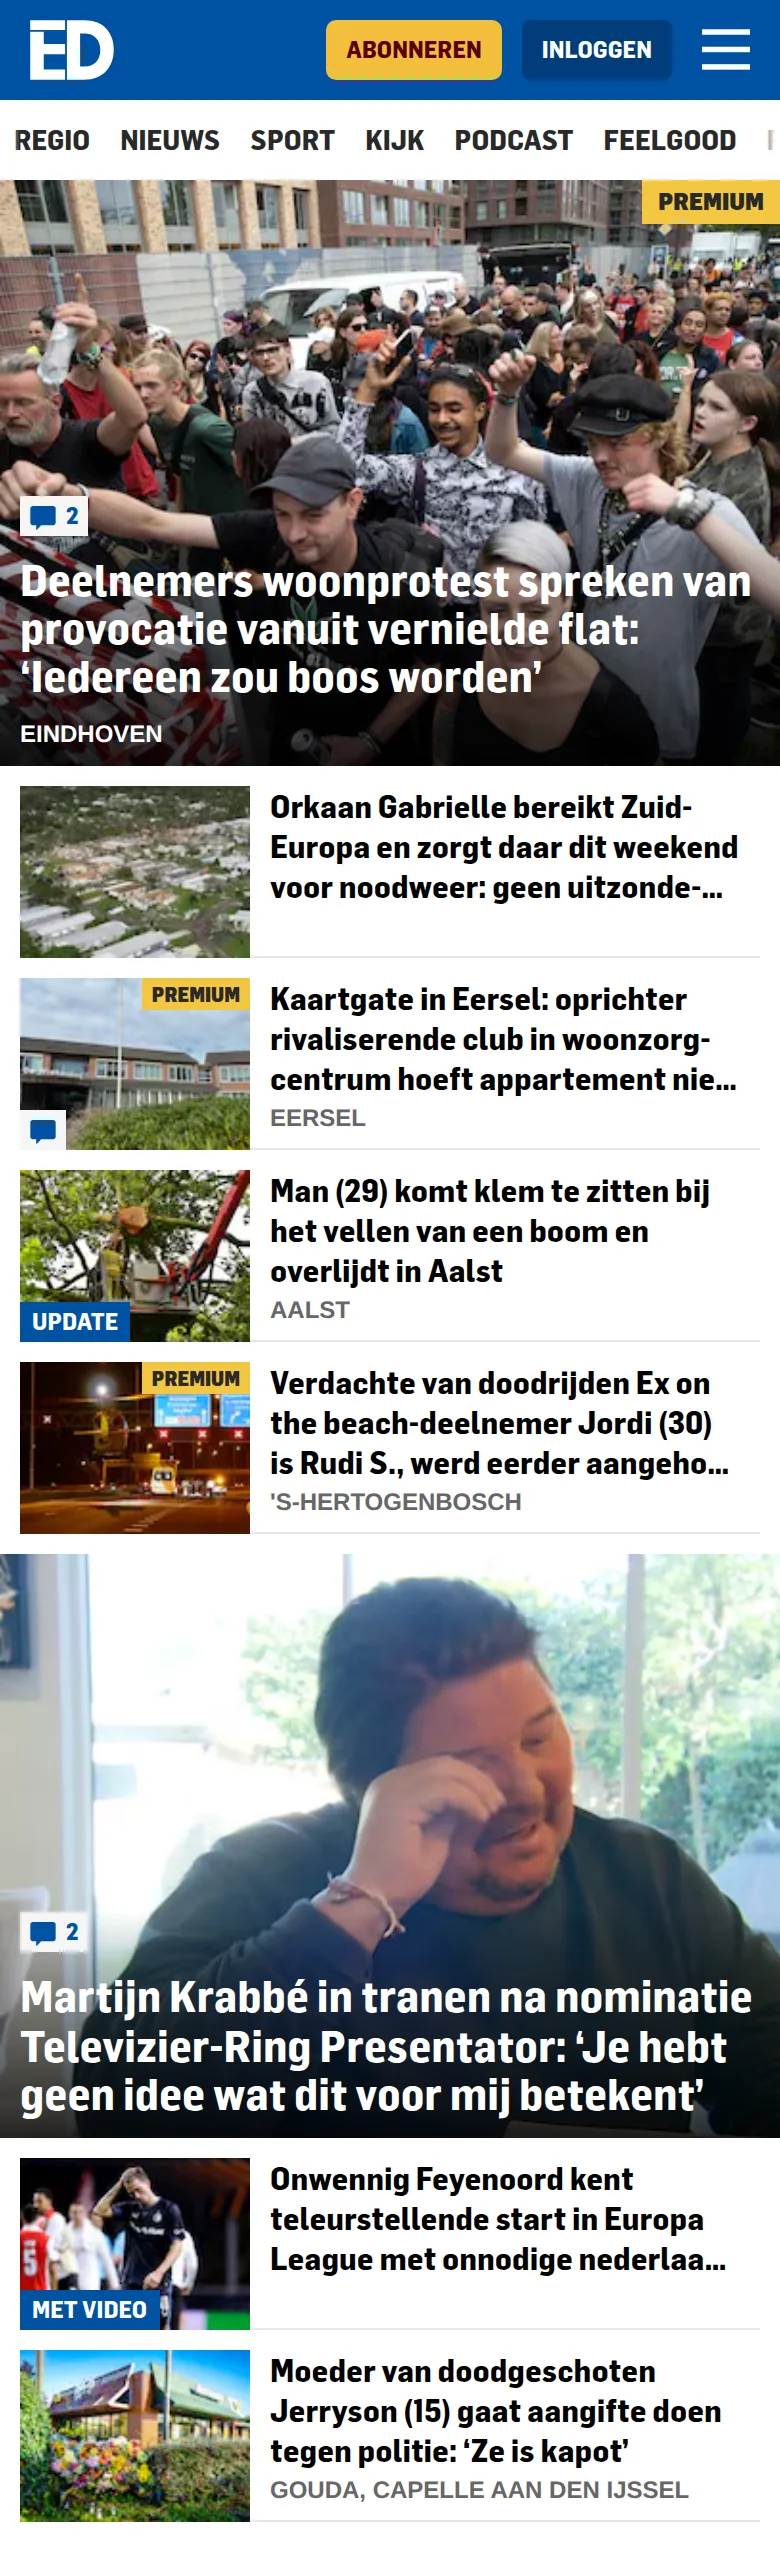 ED
ABONNEREN
INLOGGEN
REGIO NIEUWS SPORT KIJK PODCAST FEELGOOD
PREMIUM
2
Deelnemers woonprotest spreken van
provocatie vanuit vernielde flat:
‘Iedereen zou boos worden’
EINDHOVEN
Orkaan Gabrielle bereikt Zuid-
Europa en zorgt daar dit weekend
voor noodweer: geen uitzonde-...
PREMIUM
Kaartgate in Eersel: oprichter
rivaliserende club in woonzorg-
centrum hoeft appartement nie...
EERSEL
UPDATE
Man (29) komt klem te zitten bij
het vellen van een boom en
overlijdt in Aalst
AALST
PREMIUM
Verdachte van doodrijden Ex on
the beach-deelnemer Jordi (30)
is Rudi S., werd eerder aangeho...
'S-HERTOGENBOSCH
2
Martijn Krabbé in tranen na nominatie
Televizier-Ring Presentator: ‘Je hebt
geen idee wat dit voor mij betekent’
5
MET VIDEO
Onwennig Feyenoord kent
teleurstellende start in Europa
League met onnodige nederlaa...
Moeder van doodgeschoten
Jerryson (15) gaat aangifte doen
tegen politie: ‘Ze is kapot’
GOUDA, CAPELLE AAN DEN IJSSEL